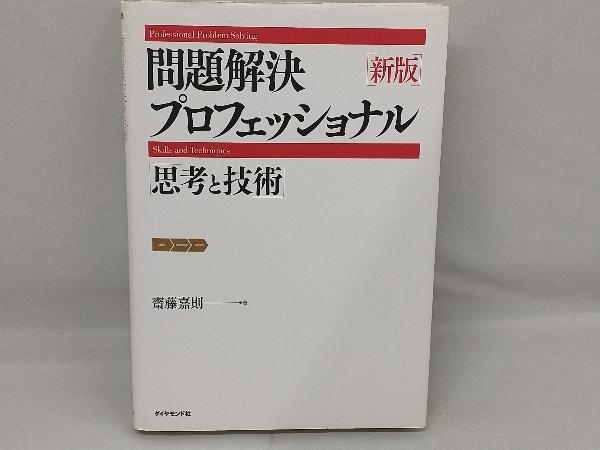 Professional Problem Solving
問題解決
[新版]
プロフェッショナル
Skills and Techniques
「思考と技術」
齋藤嘉則———●著
ダイヤモンド社